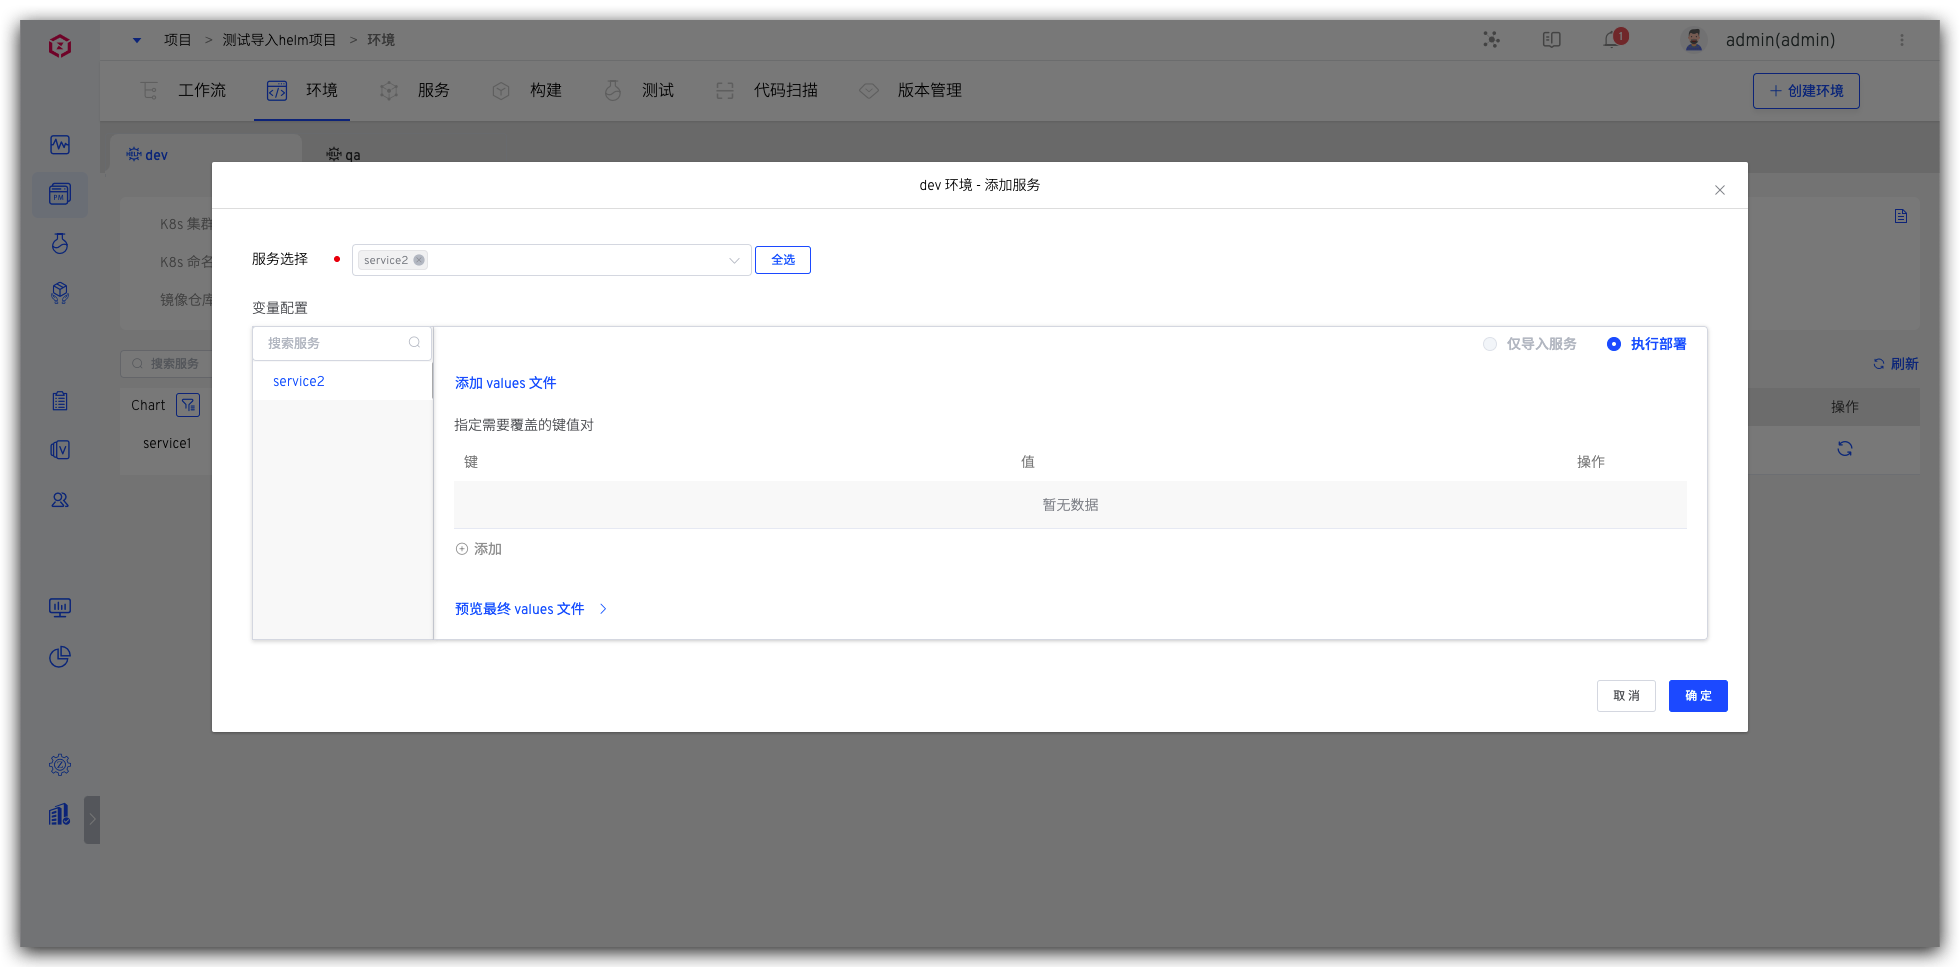 项目 > 测试导入helm项目 > 环境
1
admin(admin)
工作流
环境
服务
构建
测试
代码扫描
版本管理
+ 创建环境
dev
qa
K8s 集群
K8s 命名
镜像仓库
搜索服务
刷新
Chart
操作
service1
dev 环境 - 添加服务
服务选择
service2
全选
变量配置
搜索服务
仅导入服务
执行部署
service2
添加 values 文件
指定需要覆盖的键值对
键 值 操作
暂无数据
添加
预览最终 values 文件 >
取 消
确 定